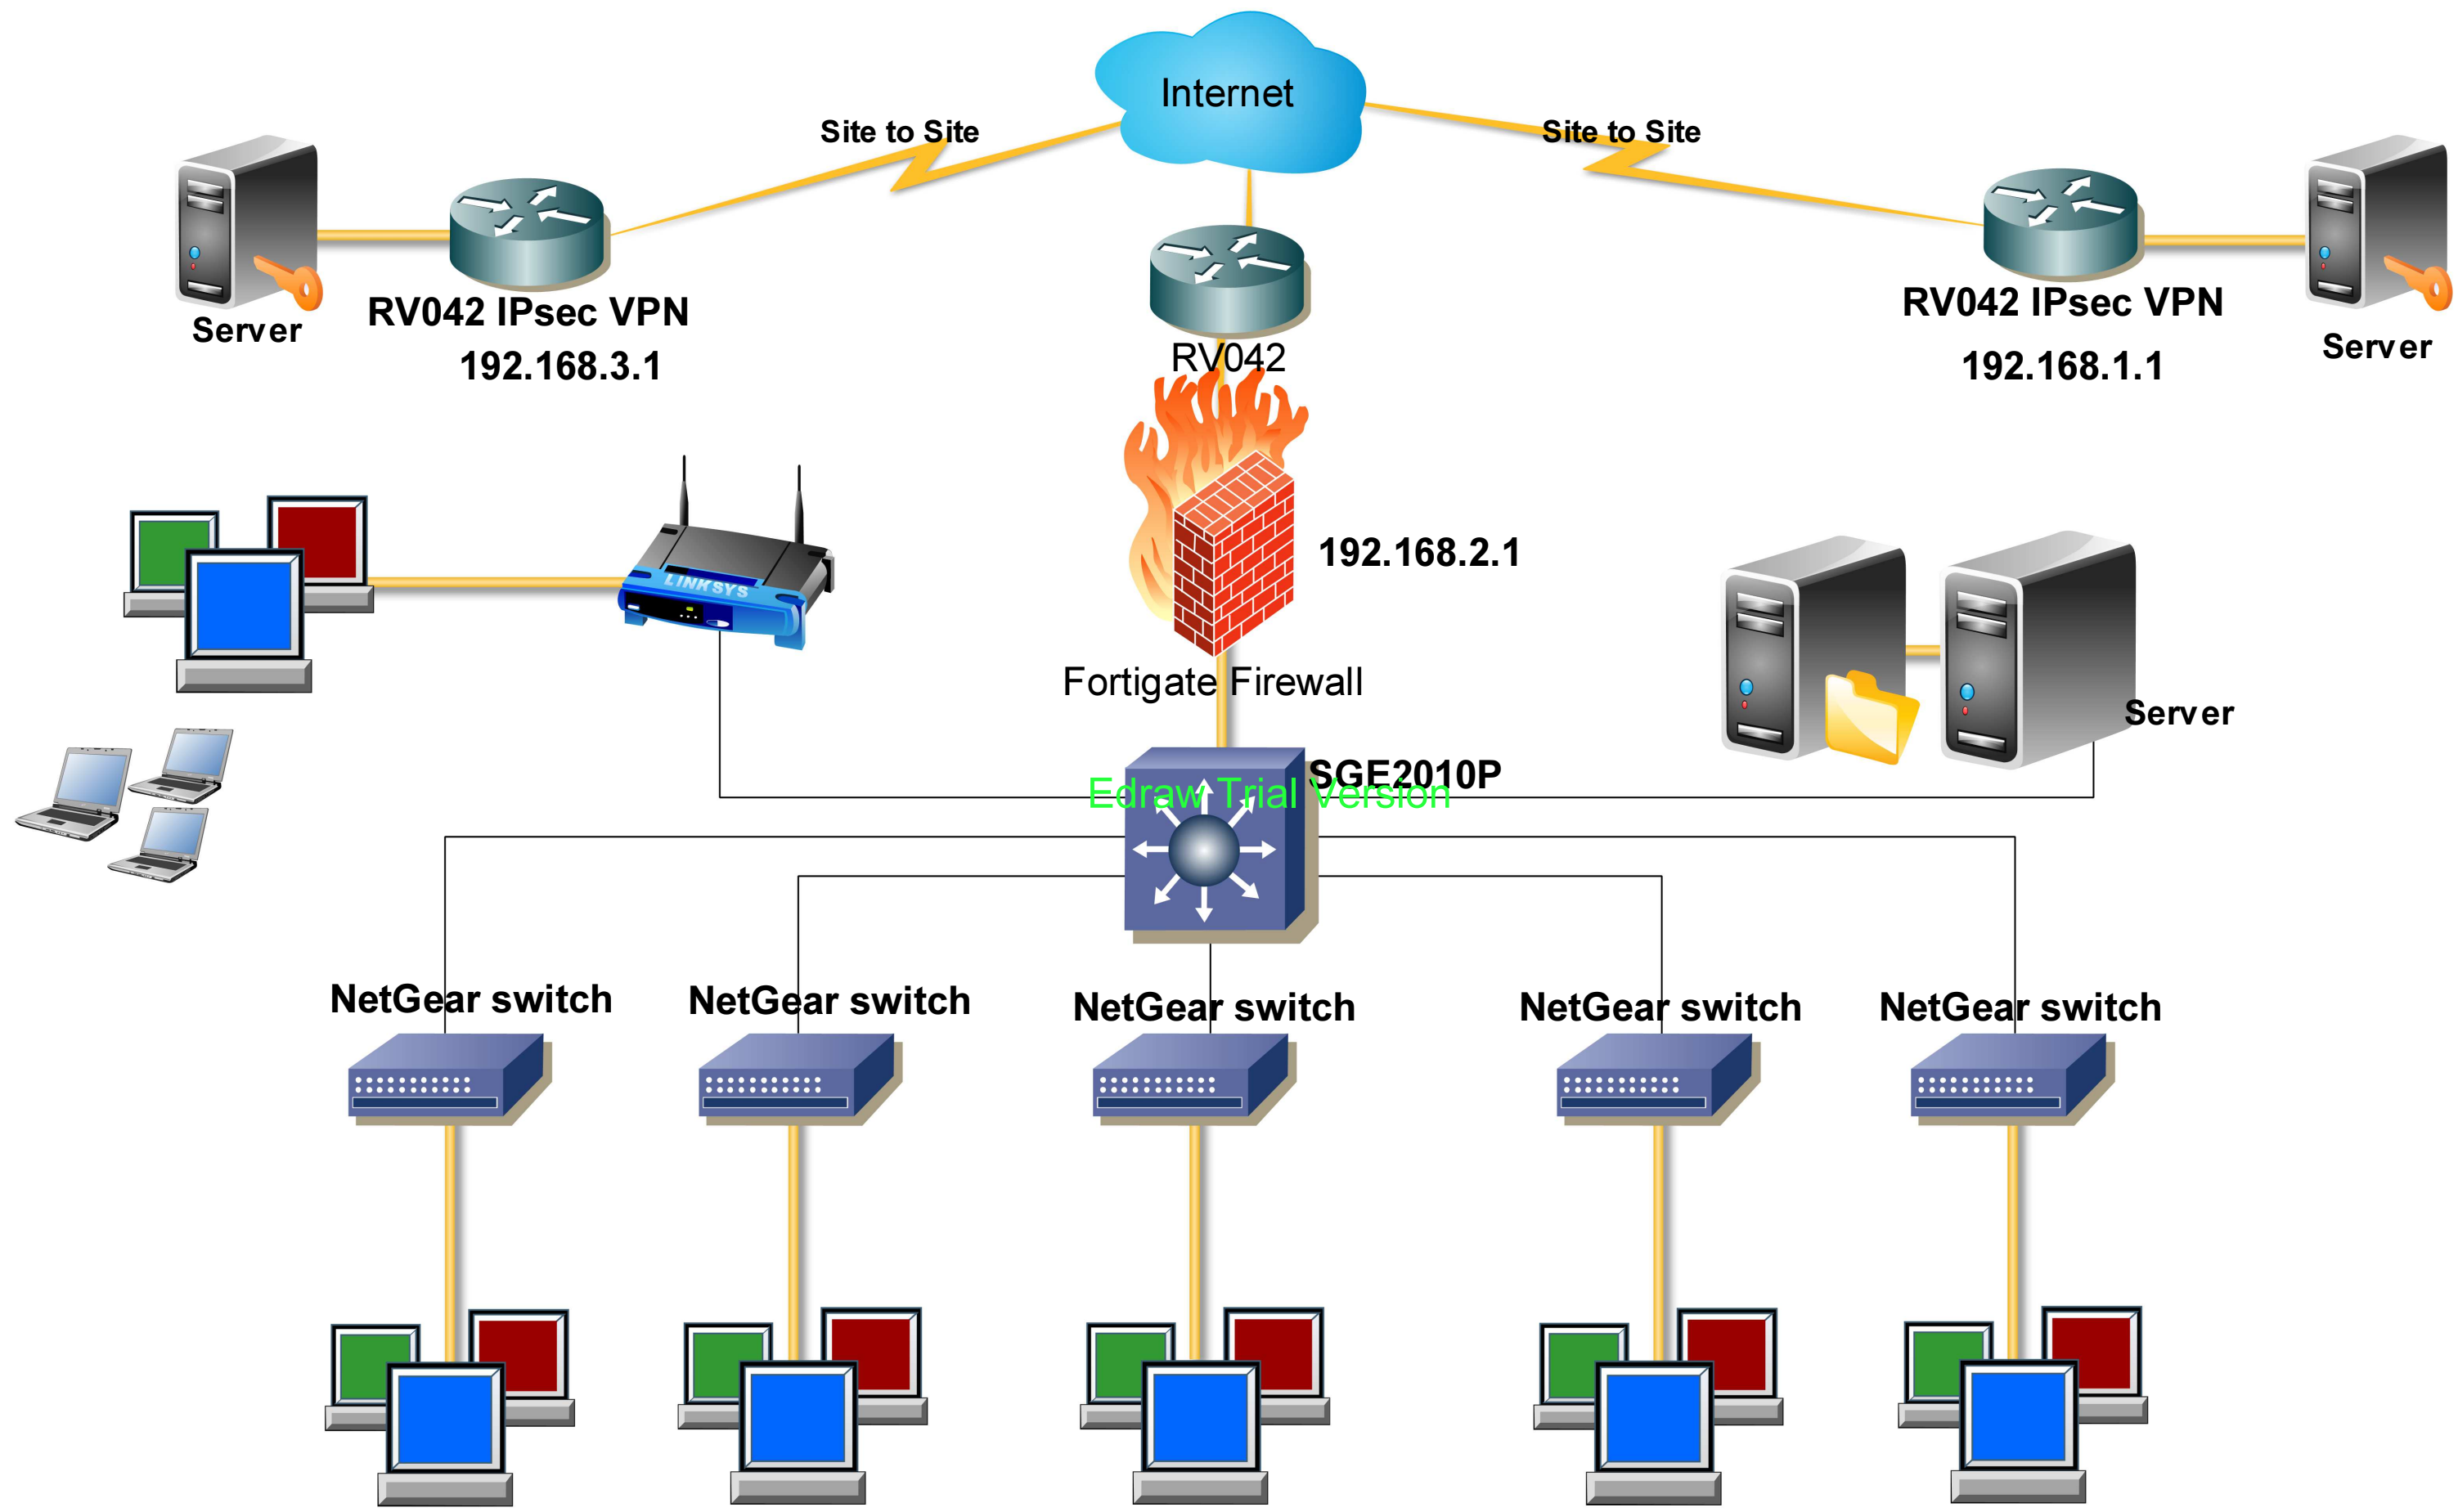 Internet
Site to Site
Site to Site
Server
RV042 IPsec VPN
192.168.3.1
RV042
RV042 IPsec VPN
192.168.1.1
Server
LINKSYS
192.168.2.1
Fortigate Firewall
Server
SGE2010P
Edraw Trial Version
NetGear switch
NetGear switch
NetGear switch
NetGear switch
NetGear switch